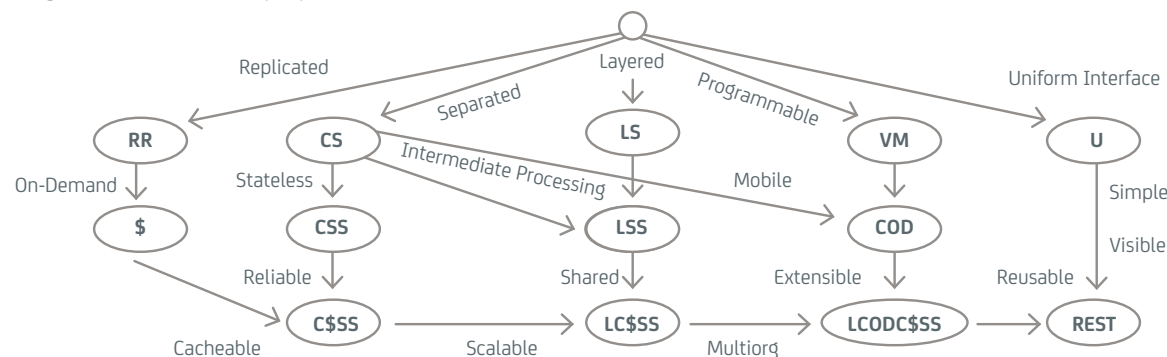 Replicated
Layered
Separated
Programmable
Uniform Interface
RR
CS
LS
VM
U
On-Demand
Stateless
Intermediate Processing
Mobile
Simple
$
CSS
LSS
COD
Visible
Reliable
Shared
Extensible
Reusable
C$SS
LC$SS
LCODC$SS
REST
Cacheable
Scalable
Multiorg